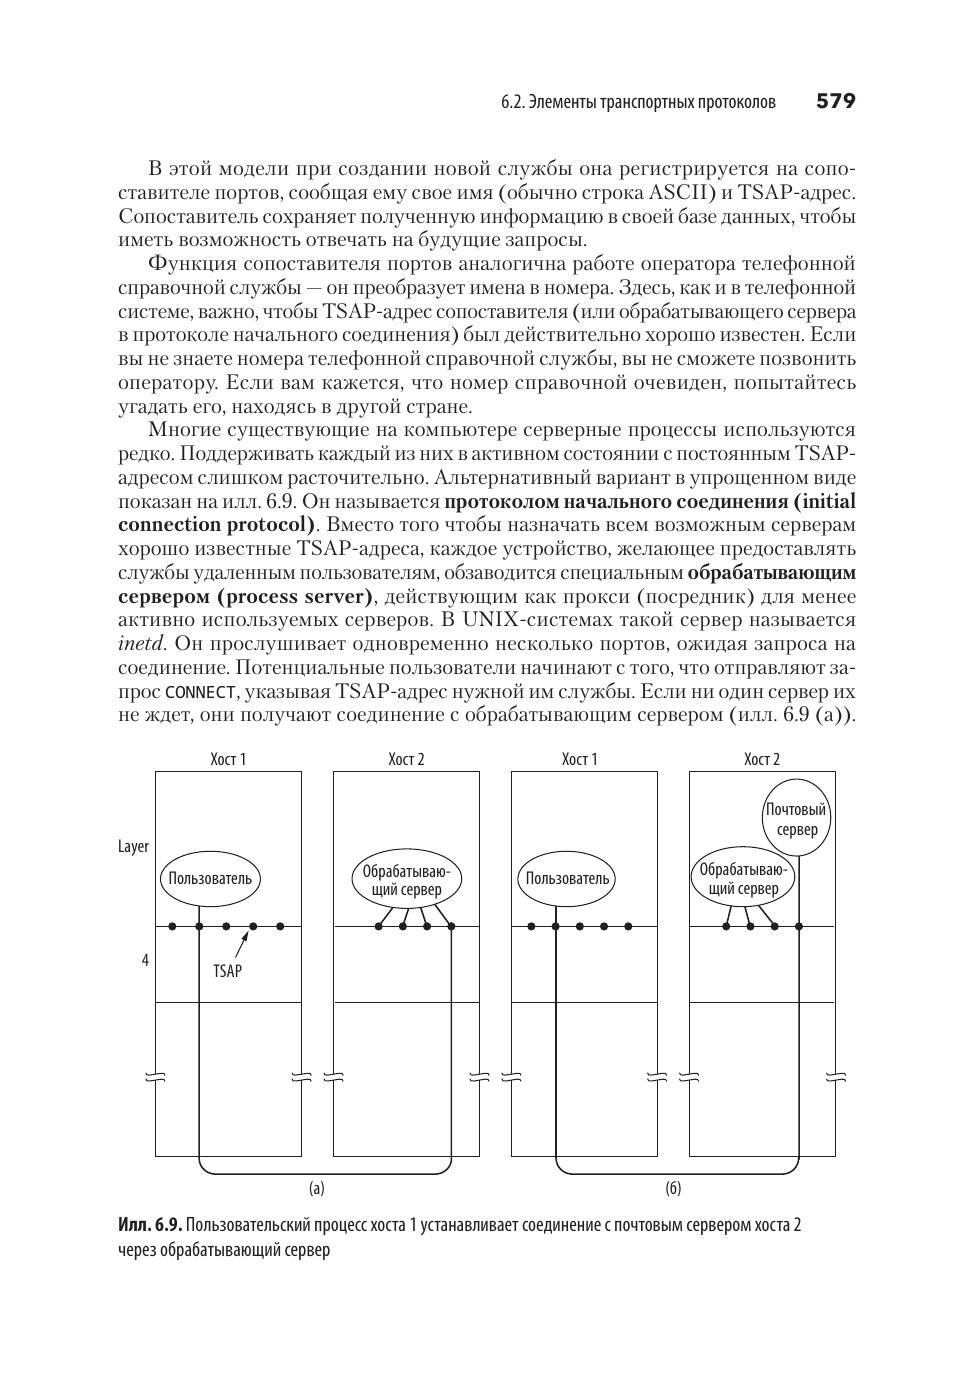 6.2. Элементы транспортных протоколов 579
В этой модели при создании новой службы она регистрируется на сопо-
ставителе портов, сообщая ему свое имя (обычно строка ASCII) и TSAP-адрес.
Сопоставитель сохраняет полученную информацию в своей базе данных, чтобы
иметь возможность отвечать на будущие запросы.
Функция сопоставителя портов аналогична работе оператора телефонной
справочной службы — он преобразует имена в номера. Здесь, как и в телефонной
системе, важно, чтобы TSAP-адрес сопоставителя (или обрабатывающего сервера
в протоколе начального соединения) был действительно хорошо известен. Если
вы не знаете номера телефонной справочной службы, вы не сможете позвонить
оператору. Если вам кажется, что номер справочной очевиден, попытайтесь
угадать его, находясь в другой стране.
Многие существующие на компьютере серверные процессы используются
редко. Поддерживать каждый из них в активном состоянии с постоянным TSAP-
адресом слишком расточительно. Альтернативный вариант в упрощенном виде
показан на илл. 6.9. Он называется протоколом начального соединения (initial
connection protocol). Вместо того чтобы назначать всем возможным серверам
хорошо известные TSAP-адреса, каждое устройство, желающее предоставлять
службы удаленным пользователям, обзаводится специальным обрабатывающим
сервером (process server), действующим как прокси (посредник) для менее
активно используемых серверов. В UNIX-системах такой сервер называется
inetd. Он прослушивает одновременно несколько портов, ожидая запроса на
соединение. Потенциальные пользователи начинают с того, что отправляют за-
прос CONNECT, указывая TSAP-адрес нужной им службы. Если ни один сервер их
не ждет, они получают соединение с обрабатывающим сервером (илл. 6.9 (а)).
Хост 1 Хост 2 Хост 1 Хост 2
Почтовый
сервер
Layer
Пользователь
Обрабатываю-
щий сервер
Пользователь
Обрабатываю-
щий сервер
4
TSAP
(а) (б)
Илл. 6.9. Пользовательский процесс хоста 1 устанавливает соединение с почтовым сервером хоста 2
через обрабатывающий сервер